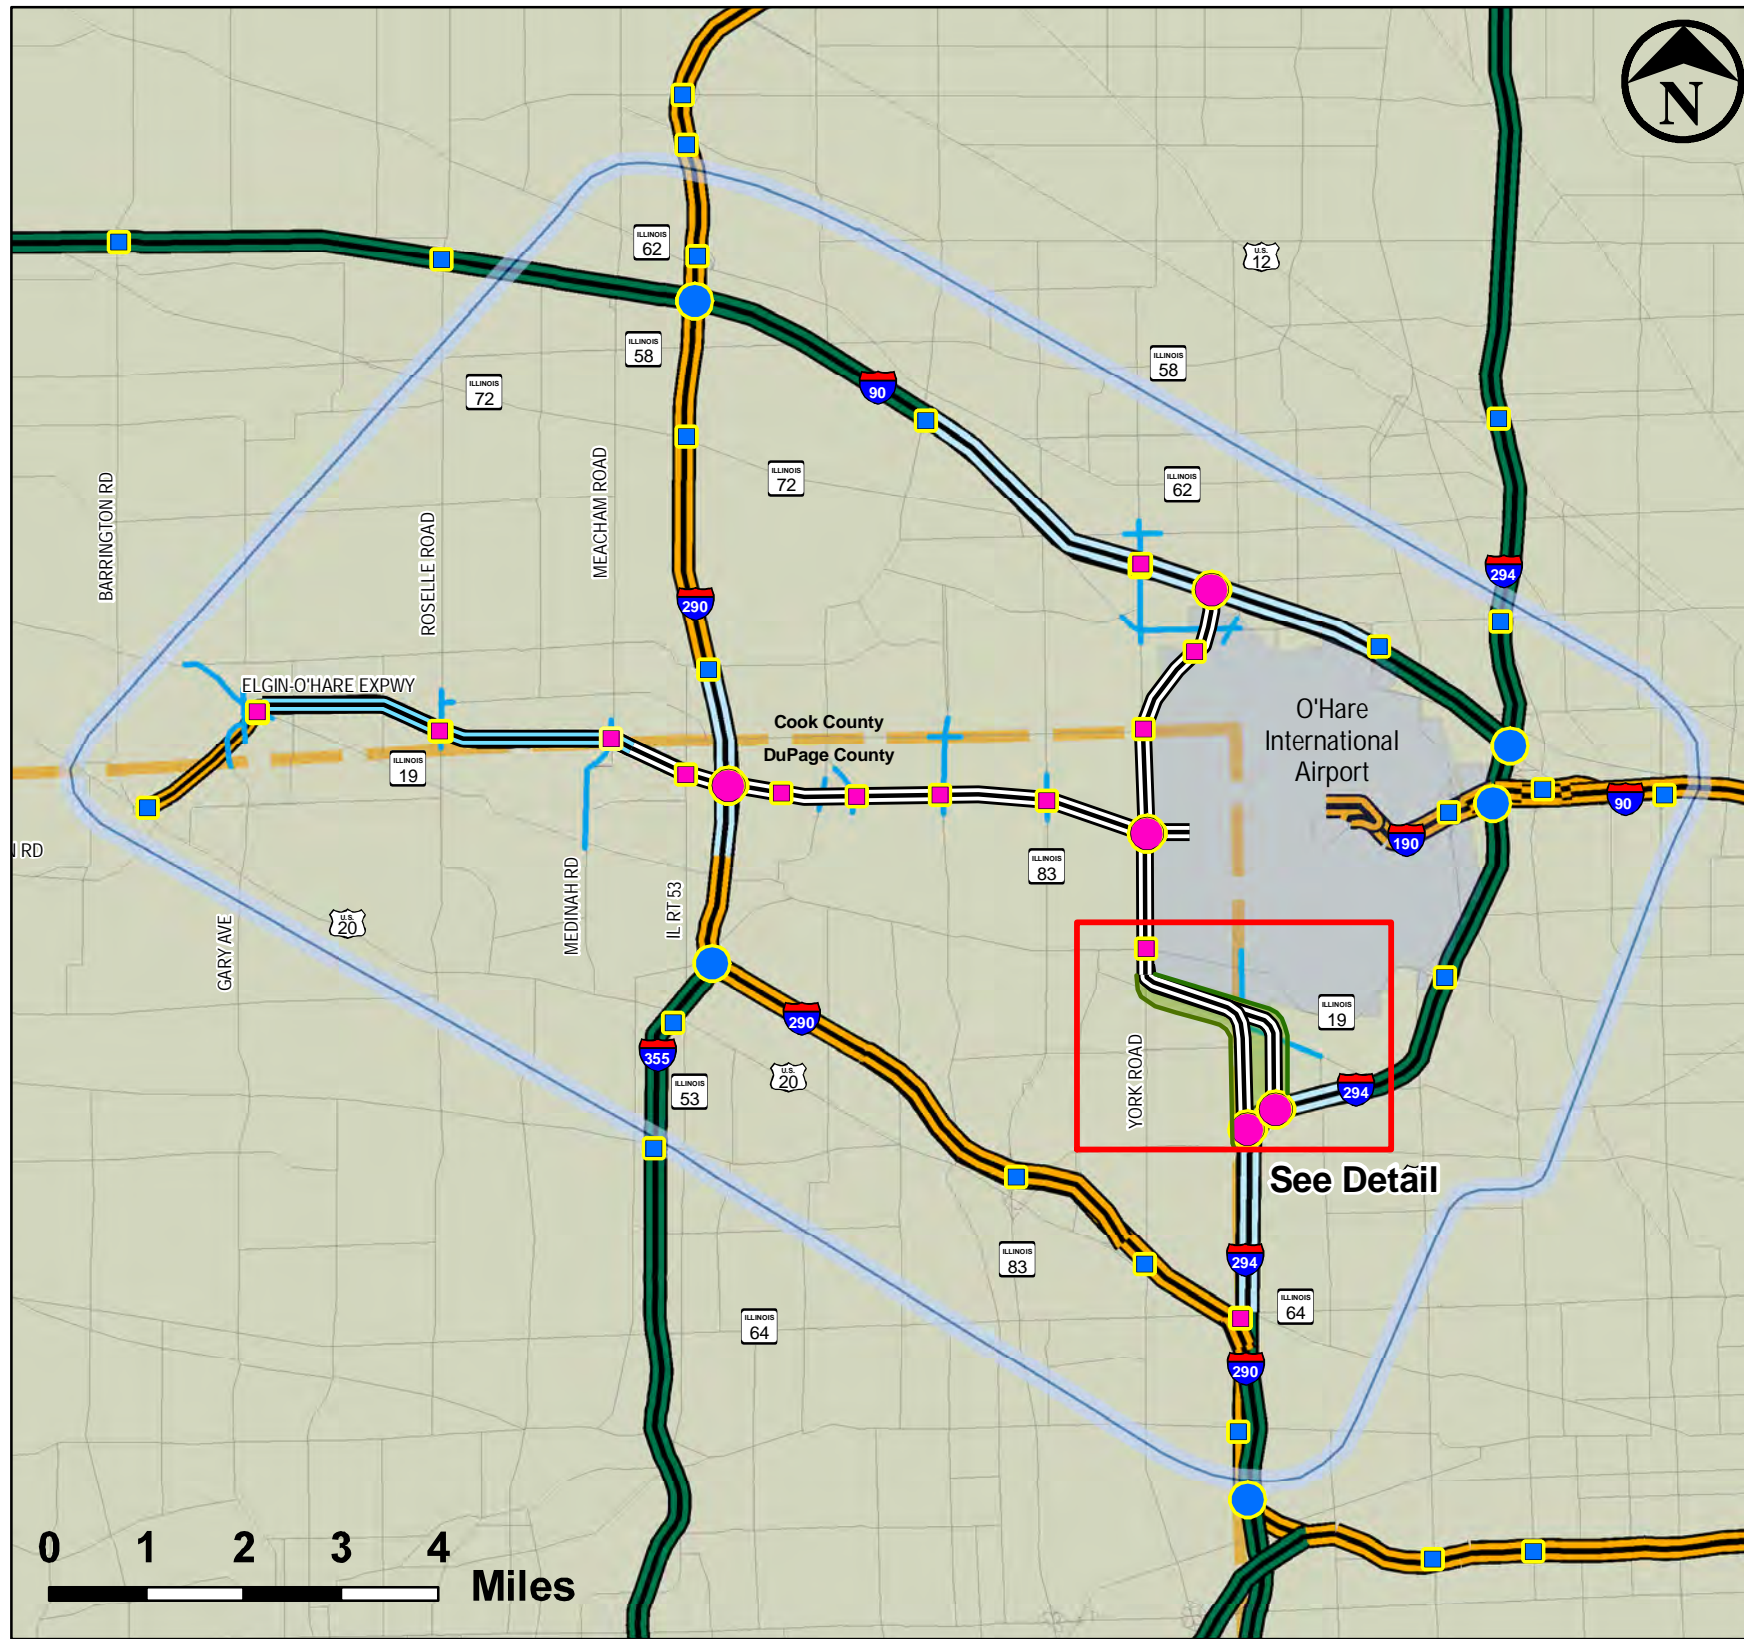 N
ILLINOIS
62
U.S.
12
ILLINOIS
58
ILLINOIS
58
ILLINOIS
72
90
ILLINOIS
72
ILLINOIS
62
BARRINGTON RD
ROSELLE ROAD
MEACHAM ROAD
290
294
ELGIN-O'HARE EXPWY
Cook County
DuPage County
O'Hare
International
Airport
ILLINOIS
19
90
190
ILLINOIS
83
RD
GARY AVE
U.S.
20
MEDINAH RD
IL RT 53
290
ILLINOIS
19
355
U.S.
20
ILLINOIS
53
YORK ROAD
294
See Detail
ILLINOIS
83
294
ILLINOIS
64
ILLINOIS
64
290
0 1 2 3 4
Miles